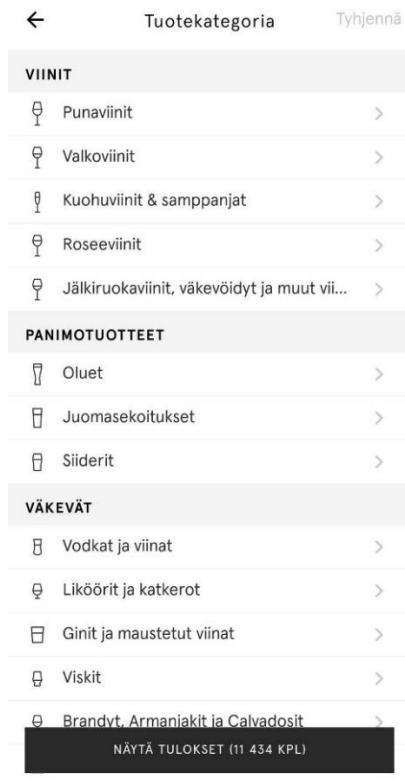 Tuotekategoria Tyhjennä
VIINIT
Punaviinit
Valkoviinit
Kuohuviinit & samppanjat
Roseeviinit
Jälkiruokaviinit, väkevöidyt ja muut vii...
PANIMOTUOTTEET
Oluet
Juomasekoitukset
Siiderit
VÄKEVÄT
Vodkat ja viinat
Liköörit ja katkerot
Ginit ja maustetut viinat
Viskit
Brandyt, Armanjakit ja Calvadosit
NÄYTÄ TULOKSET (11 434 KPL)